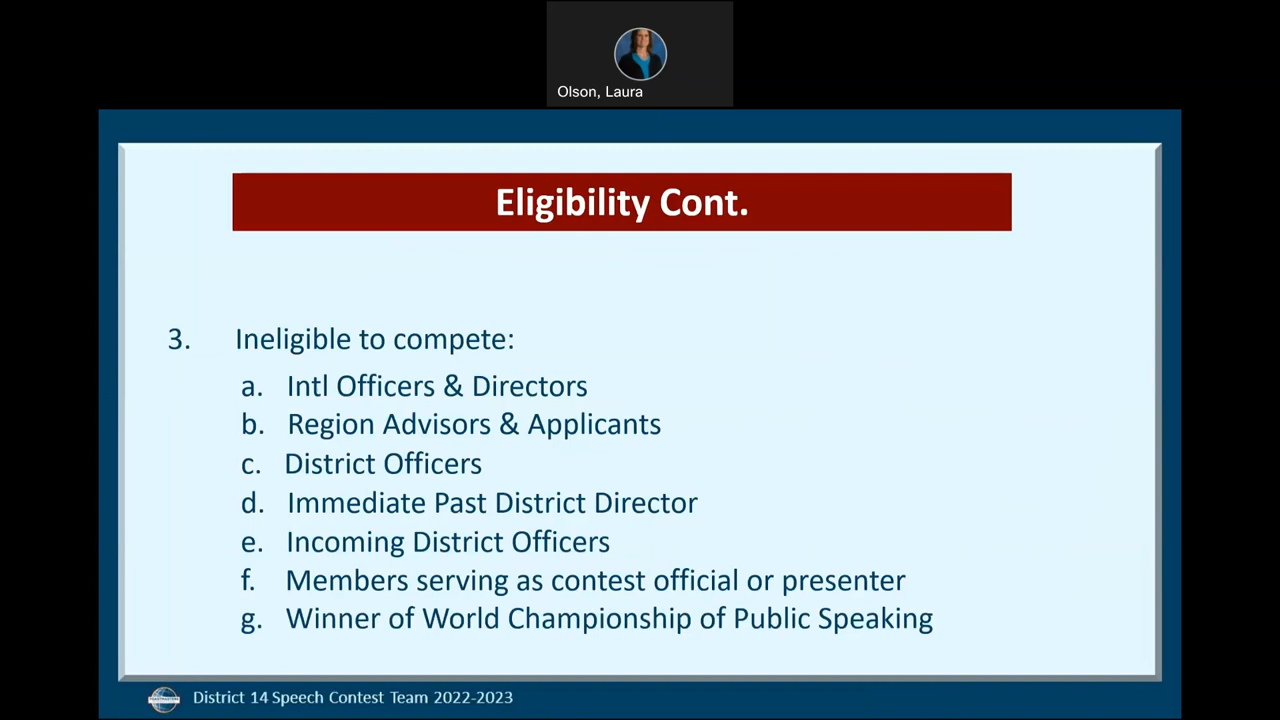 Olson, Laura
Eligibility Cont.
3. Ineligible to compete:
a. Intl Officers & Directors
b. Region Advisors & Applicants
c. District Officers
d. Immediate Past District Director
e. Incoming District Officers
f. Members serving as contest official or presenter
g. Winner of World Championship of Public Speaking
TOASTMASTERS
District 14 Speech Contest Team 2022-2023